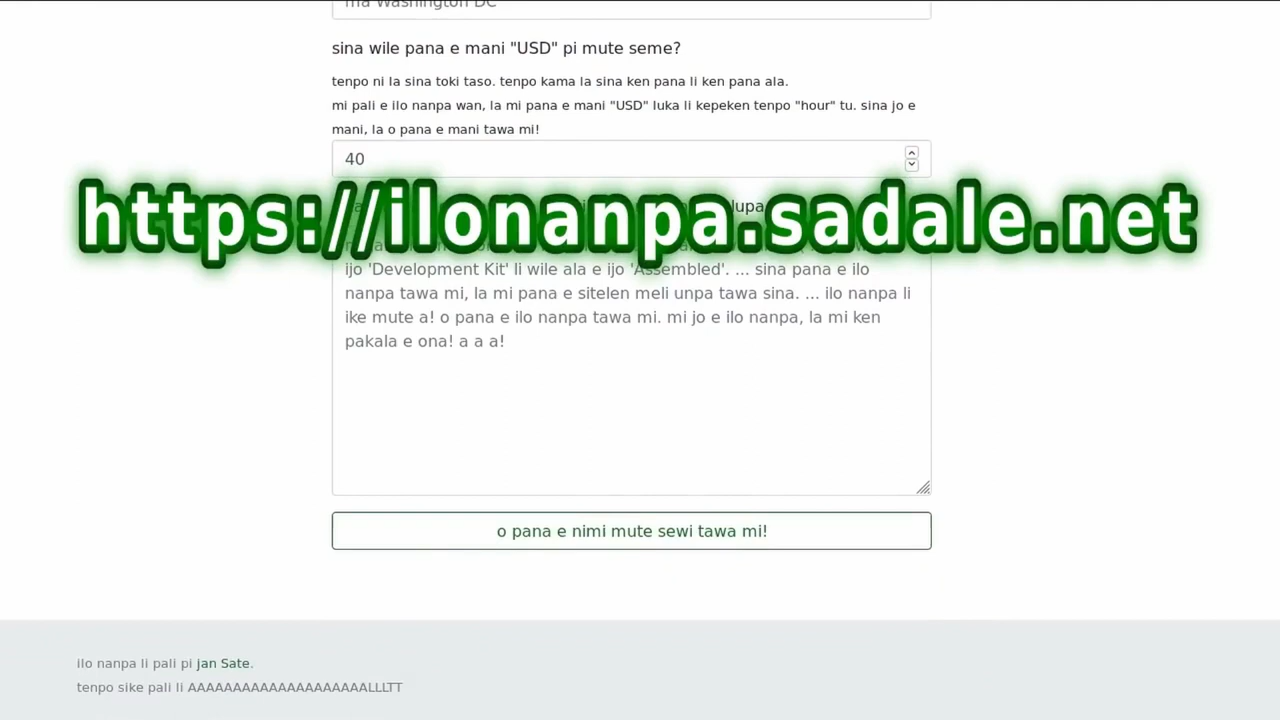 ma Washington DC
sina wile pana e mani "USD" pi mute seme?
tenpo ni la sina toki taso. tenpo kama la sina ken pana li ken pana ala.
mi pali e ilo nanpa wan, la mi pana e mani "USD" luka li kepeken tenpo "hour" tu. sina jo e
mani, la o pana e mani tawa mi!
40
lupa
https://ilonanpa.sadale.net
ijo 'Development Kit' li wile ala e ijo 'Assembled'. ... sina pana e ilo
nanpa tawa mi, la mi pana e sitelen meli unpa tawa sina. ... ilo nanpa li
ike mute a! o pana e ilo nanpa tawa mi. mi jo e ilo nanpa, la mi ken
pakala e ona! a a a!
o pana e nimi mute sewi tawa mi!
ilo nanpa li pali pi jan Sate.
tenpo sike pali li AAAAAAAAAAAAAAAAAAAALLLTT